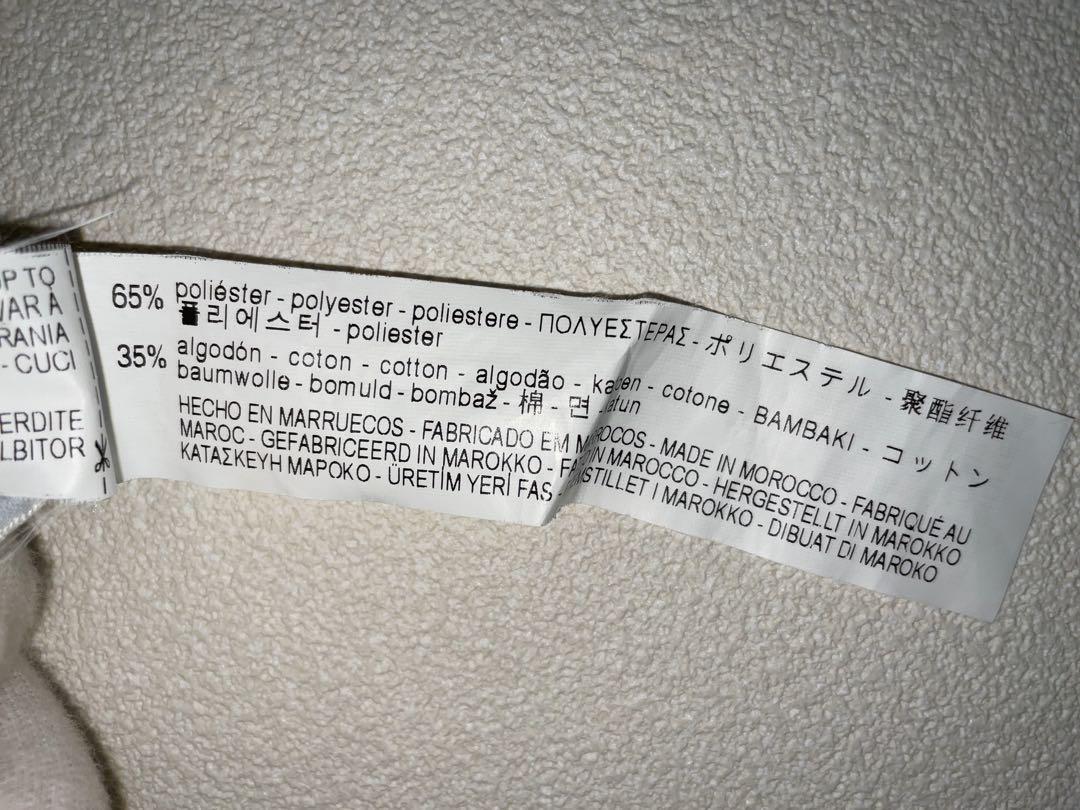 UP TO
VAR A
RANIA
- CUCI
ERDITE
LBITOR
65% poliéster - polyester - poliestere - ΠΟΛΥΕΣΤΕΡΑΣ - ポリエステル - 聚酯纤维
폴리에스터 - poliester
35% algodón - coton - cotton - algodão - - cotone - BAMBAKI - コットン
baumwolle - bomuld - bombaž - 棉 - 면
HECHO EN MARRUECOS - FABRICADO EM - MADE IN MOROCCO - FABRIQUÉ AU
MAROC - GEFABRICEERD IN MAROKKO - IN MAROCCO - HERGESTELLT IN MAROKKO
ΚΑΤΑΣΚΕΥΗ ΜΑΡΟΚΟ - ÜRETİM YERİ FAS - I MAROKKO - DIBUAT DI MAROKO